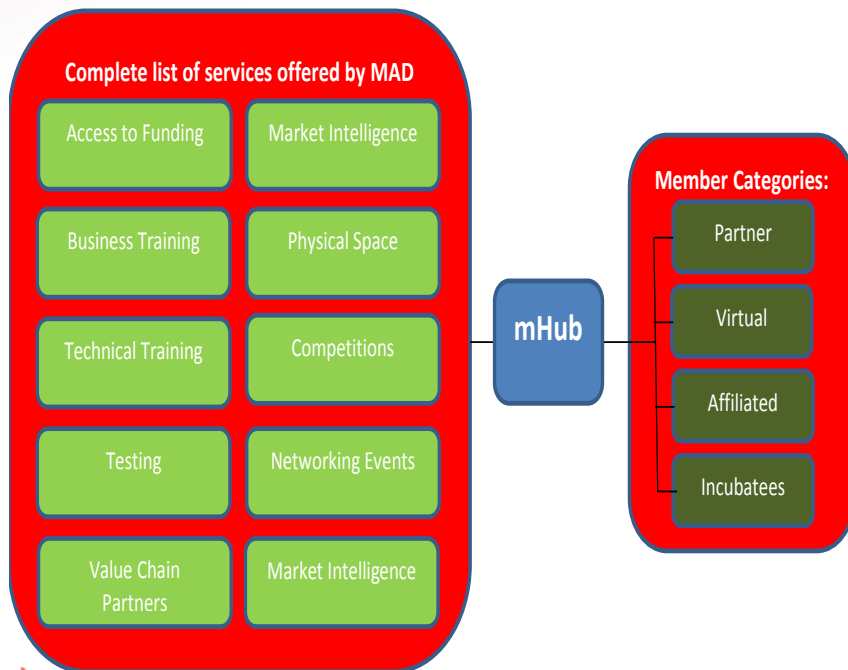 Complete list of services offered by MAD
Access to Funding
Market Intelligence
Business Training
Physical Space
Technical Training
Competitions
Testing
Networking Events
Value Chain
Partners
Market Intelligence
mHub
Member Categories:
Partner
Virtual
Affiliated
Incubatees